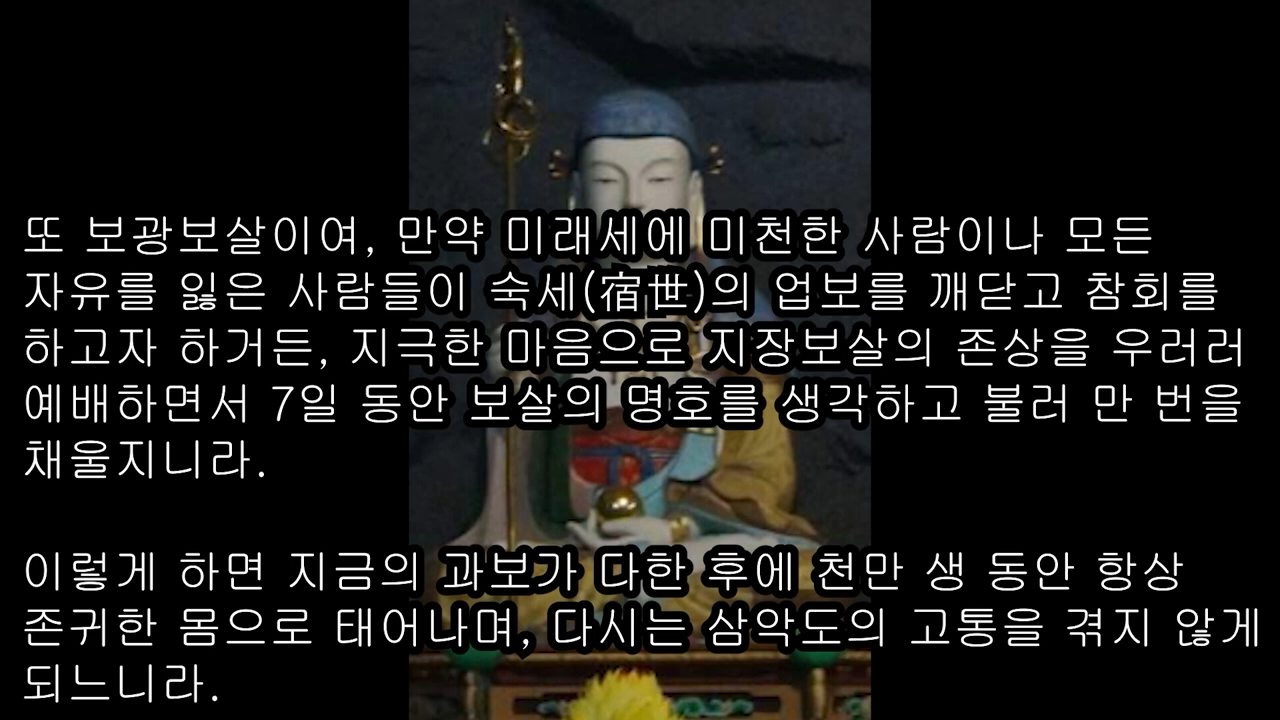 또 보광보살이여, 만약 미래세에 미천한 사람이나 모든
자유를 잃은 사람들이 숙세(宿世)의 업보를 깨닫고 참회를
하고자 하거든, 지극한 마음으로 지장보살의 존상을 우러러
예배하면서 7일 동안 보살의 명호를 생각하고 불러 만 번을
채울지니라.
이렇게 하면 지금의 과보가 다한 후에 천만 생 동안 항상
존귀한 몸으로 태어나며, 다시는 삼악도의 고통을 겪지 않게
되느니라.